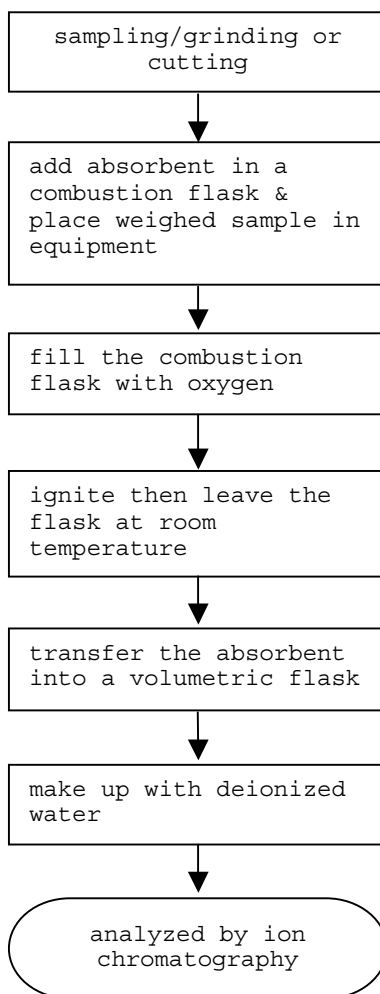 sampling/grinding or
cutting
add absorbent in a
combustion flask &
place weighed sample in
equipment
fill the combustion
flask with oxygen
ignite then leave the
flask at room
temperature
transfer the absorbent
into a volumetric flask
make up with deionized
water
analyzed by ion
chromatography